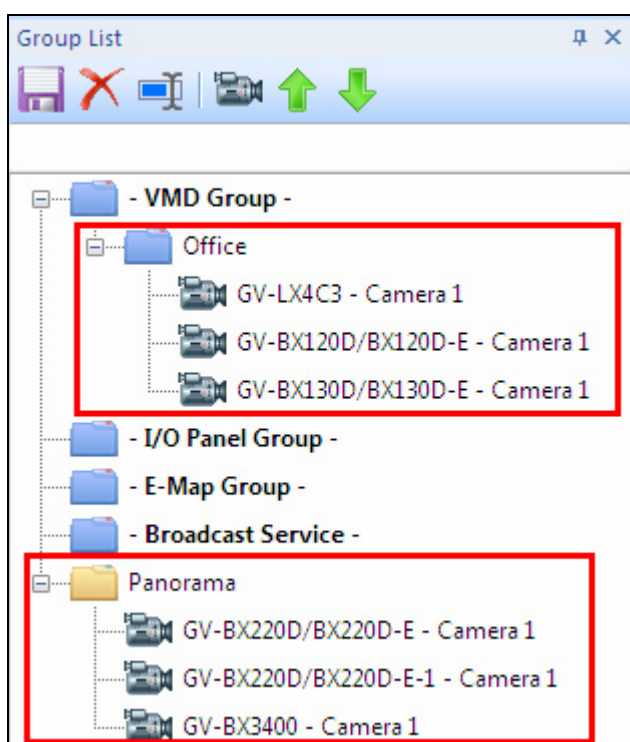 Group List
- VMD Group -
Office
GV-LX4C3 - Camera 1
GV-BX120D/BX120D-E - Camera 1
GV-BX130D/BX130D-E - Camera 1
- I/O Panel Group -
- E-Map Group -
- Broadcast Service -
Panorama
GV-BX220D/BX220D-E - Camera 1
GV-BX220D/BX220D-E-1 - Camera 1
GV-BX3400 - Camera 1